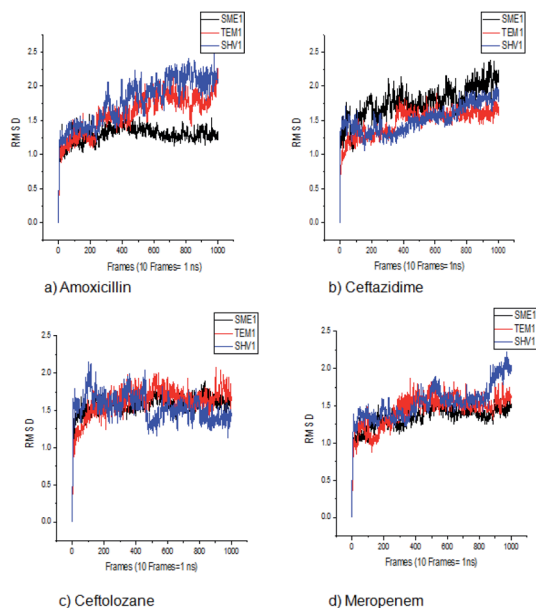 SME1
TEM1
SHV1
2.5
2.0
1.5
1.0
0.5
0.0
R M S D
0 200 400 600 800 1000
Frames (10 Frames= 1 ns)
a) Amoxicillin
SME1
TEM1
SHV1
2.5
2.0
1.5
1.0
0.5
0.0
R M S D
0 200 400 600 800 1000
Frames (10 Frames=1ns)
b) Ceftazidime
SME1
TEM1
SHV1
2.5
2.0
1.5
1.0
0.5
0.0
R M S D
0 200 400 600 800 1000
Frames (10 Frames=1 ns)
c) Ceftolozane
SME1
TEM1
SHV1
2.5
2.0
1.5
1.0
0.5
0.0
R M S D
0 200 400 600 800 1000
Frames (10 Frames=1 ns)
d) Meropenem